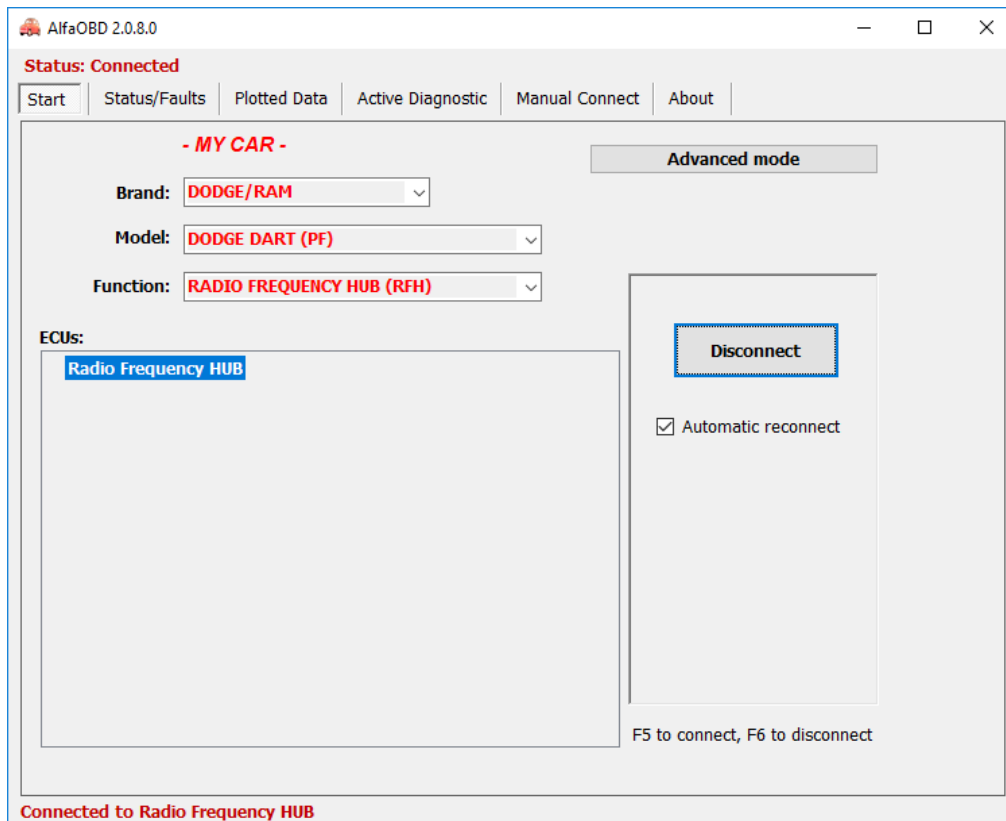 AlfaOBD 2.0.8.0
Status: Connected
Start Status/Faults Plotted Data Active Diagnostic Manual Connect About
- MY CAR -
Advanced mode
Brand: DODGE/RAM
Model: DODGE DART (PF)
Function: RADIO FREQUENCY HUB (RFH)
ECUs:
Radio Frequency HUB
Disconnect
Automatic reconnect
F5 to connect, F6 to disconnect
Connected to Radio Frequency HUB